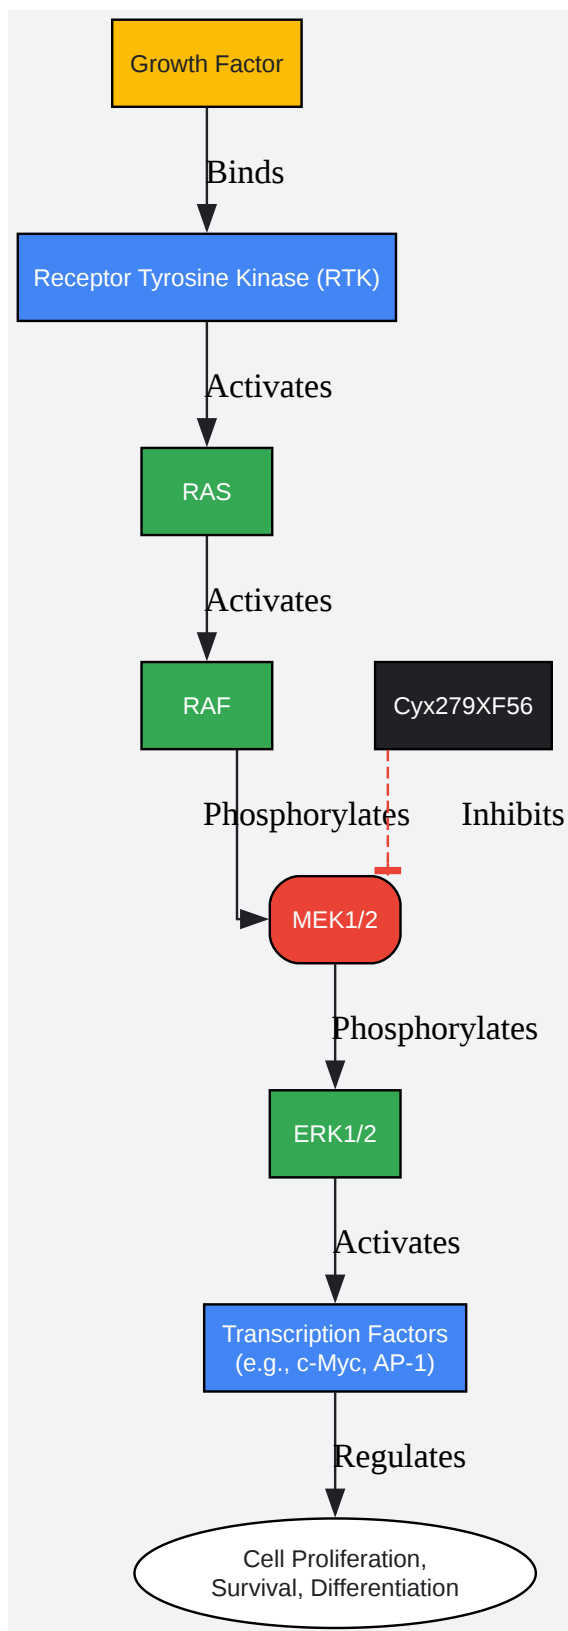 Growth Factor
Binds
Receptor Tyrosine Kinase (RTK)
Activates
RAS
Activates
RAF
Cyx279XF56
Phosphorylates
Inhibits
MEK1/2
Phosphorylates
ERK1/2
Activates
Transcription Factors
(e.g., c-Myc, AP-1)
Regulates
Cell Proliferation,
Survival, Differentiation